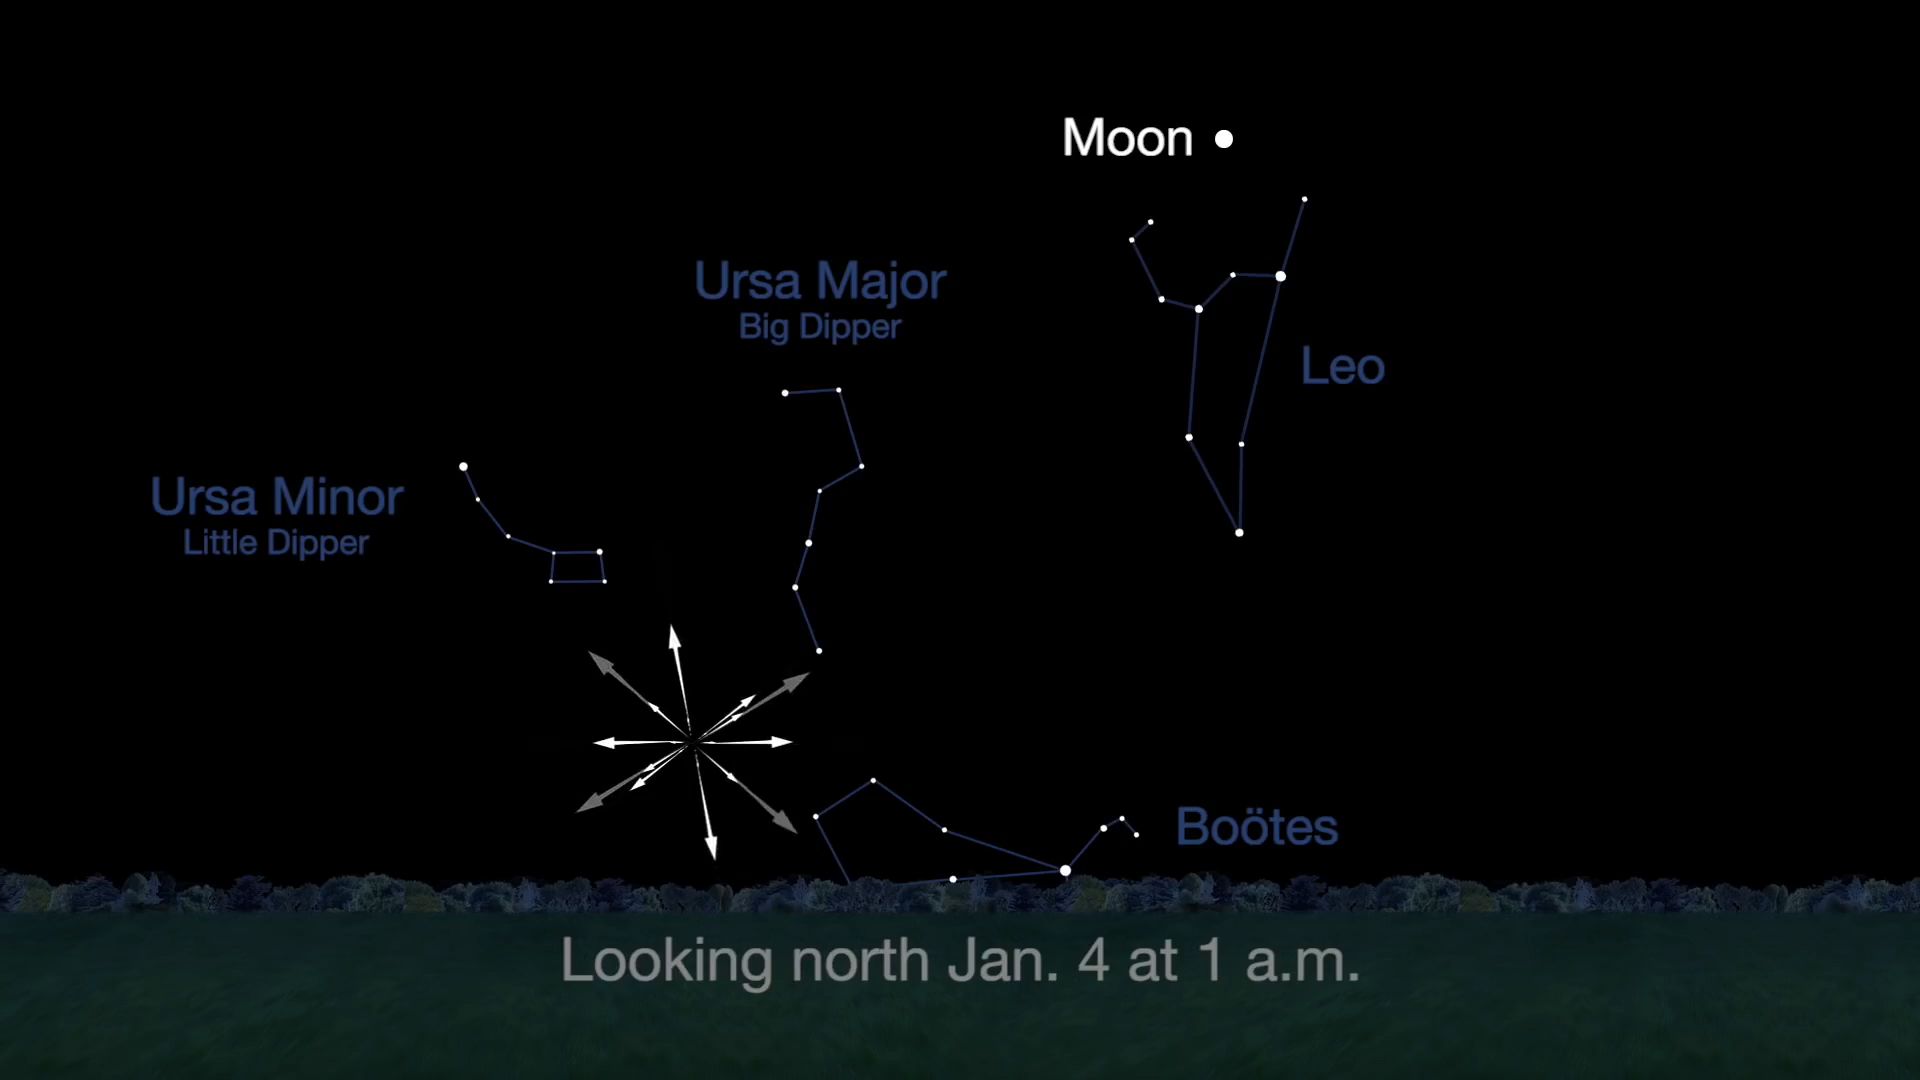 Moon
Ursa Major
Big Dipper
Leo
Ursa Minor
Little Dipper
Boötes
Looking north Jan. 4 at 1 a.m.